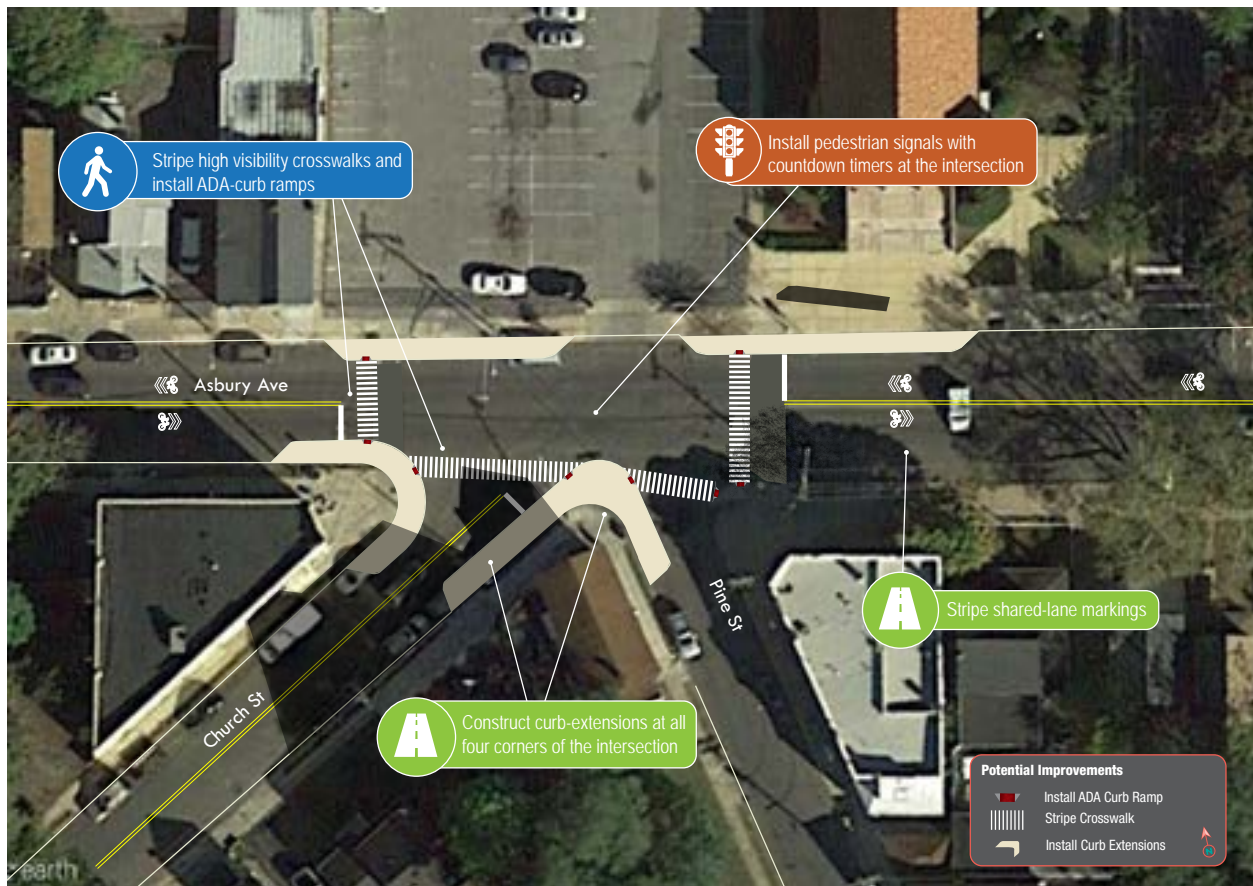 Stripe high visibility crosswalks and
install ADA-curb ramps
Install pedestrian signals with
countdown timers at the intersection
Asbury Ave
Pine St
Stripe shared-lane markings
Church St
Construct curb-extensions at all
four corners of the intersection
Potential Improvements
Install ADA Curb Ramp
Stripe Crosswalk
Install Curb Extensions
earth